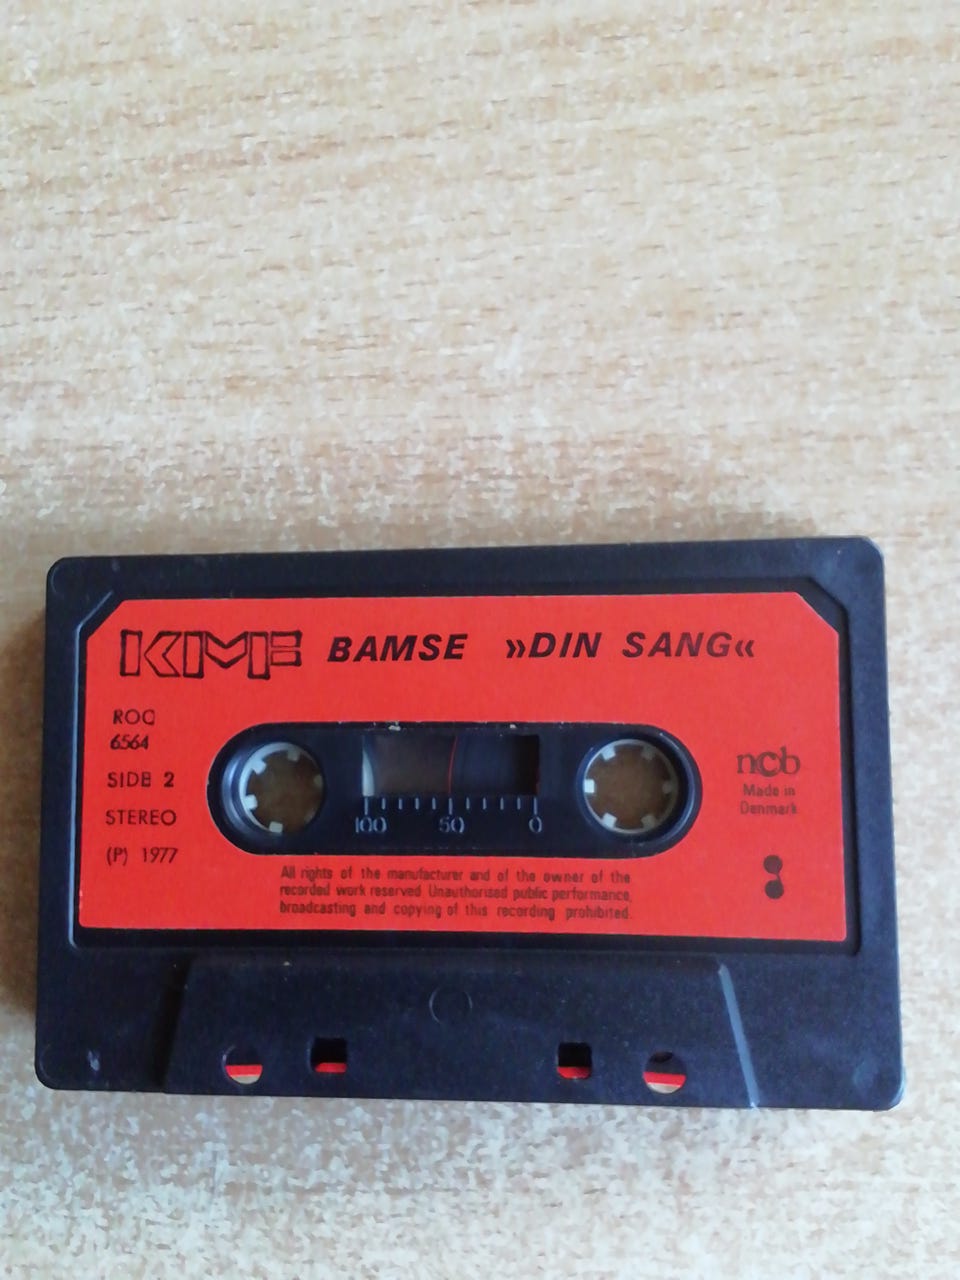 KMF BAMSE »DIN SANG«
ROC
6564
SIDE 2
STEREO
(P) 1977
100 50 0
ncb
Made in
Denmark
All rights of the manufacturer and of the owner of the
recorded work reserved. Unauthorised public performance,
broadcasting and copying of this recording prohibited.